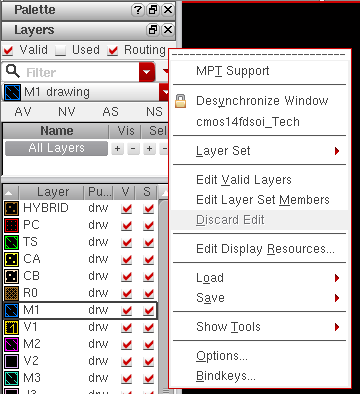 Palette
Layers
Valid Used Routing
Filter
M1 drawing
AV NV AS NS
Name Vis Sel
All Layers + - + -
Layer Pu... V S
HYBRID drw
PC drw
TS drw
CA drw
CB drw
R0 drw
M1 drw
V1 drw
M2 drw
V2 drw
M3 drw
MPT Support
Desynchronize Window
cmos14fdsoi_Tech
Layer Set
Edit Valid Layers
Edit Layer Set Members
Discard Edit
Edit Display Resources...
Load
Save
Show Tools
Options...
Bindkeys...